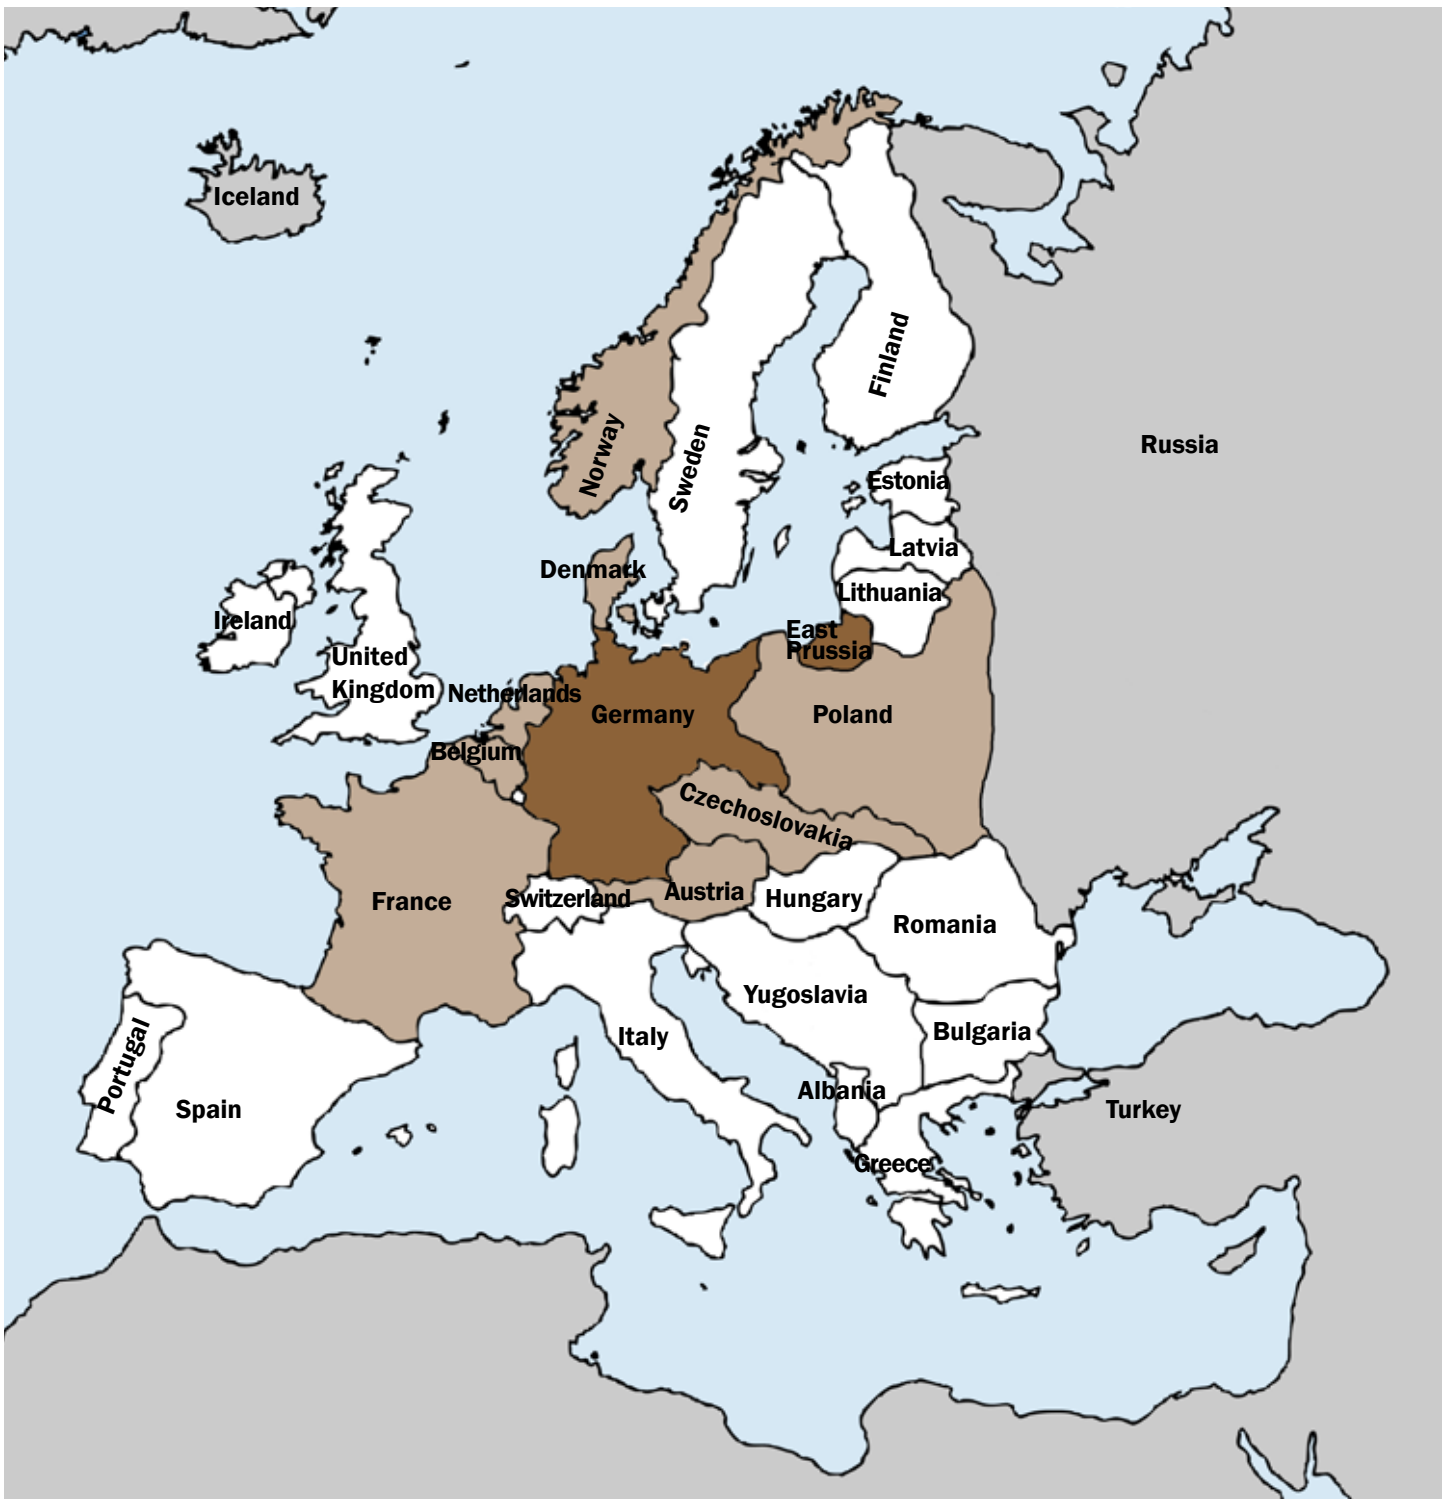 Iceland
Finland
Norway
Sweden
Russia
Estonia
Latvia
Denmark
Lithuania
Ireland
East
Prussia
United
Kingdom
Netherlands
Germany
Poland
Belgium
Czechoslovakia
France
Switzerland
Austria
Hungary
Romania
Yugoslavia
Italy
Bulgaria
Portugal
Albania
Spain
Turkey
Greece